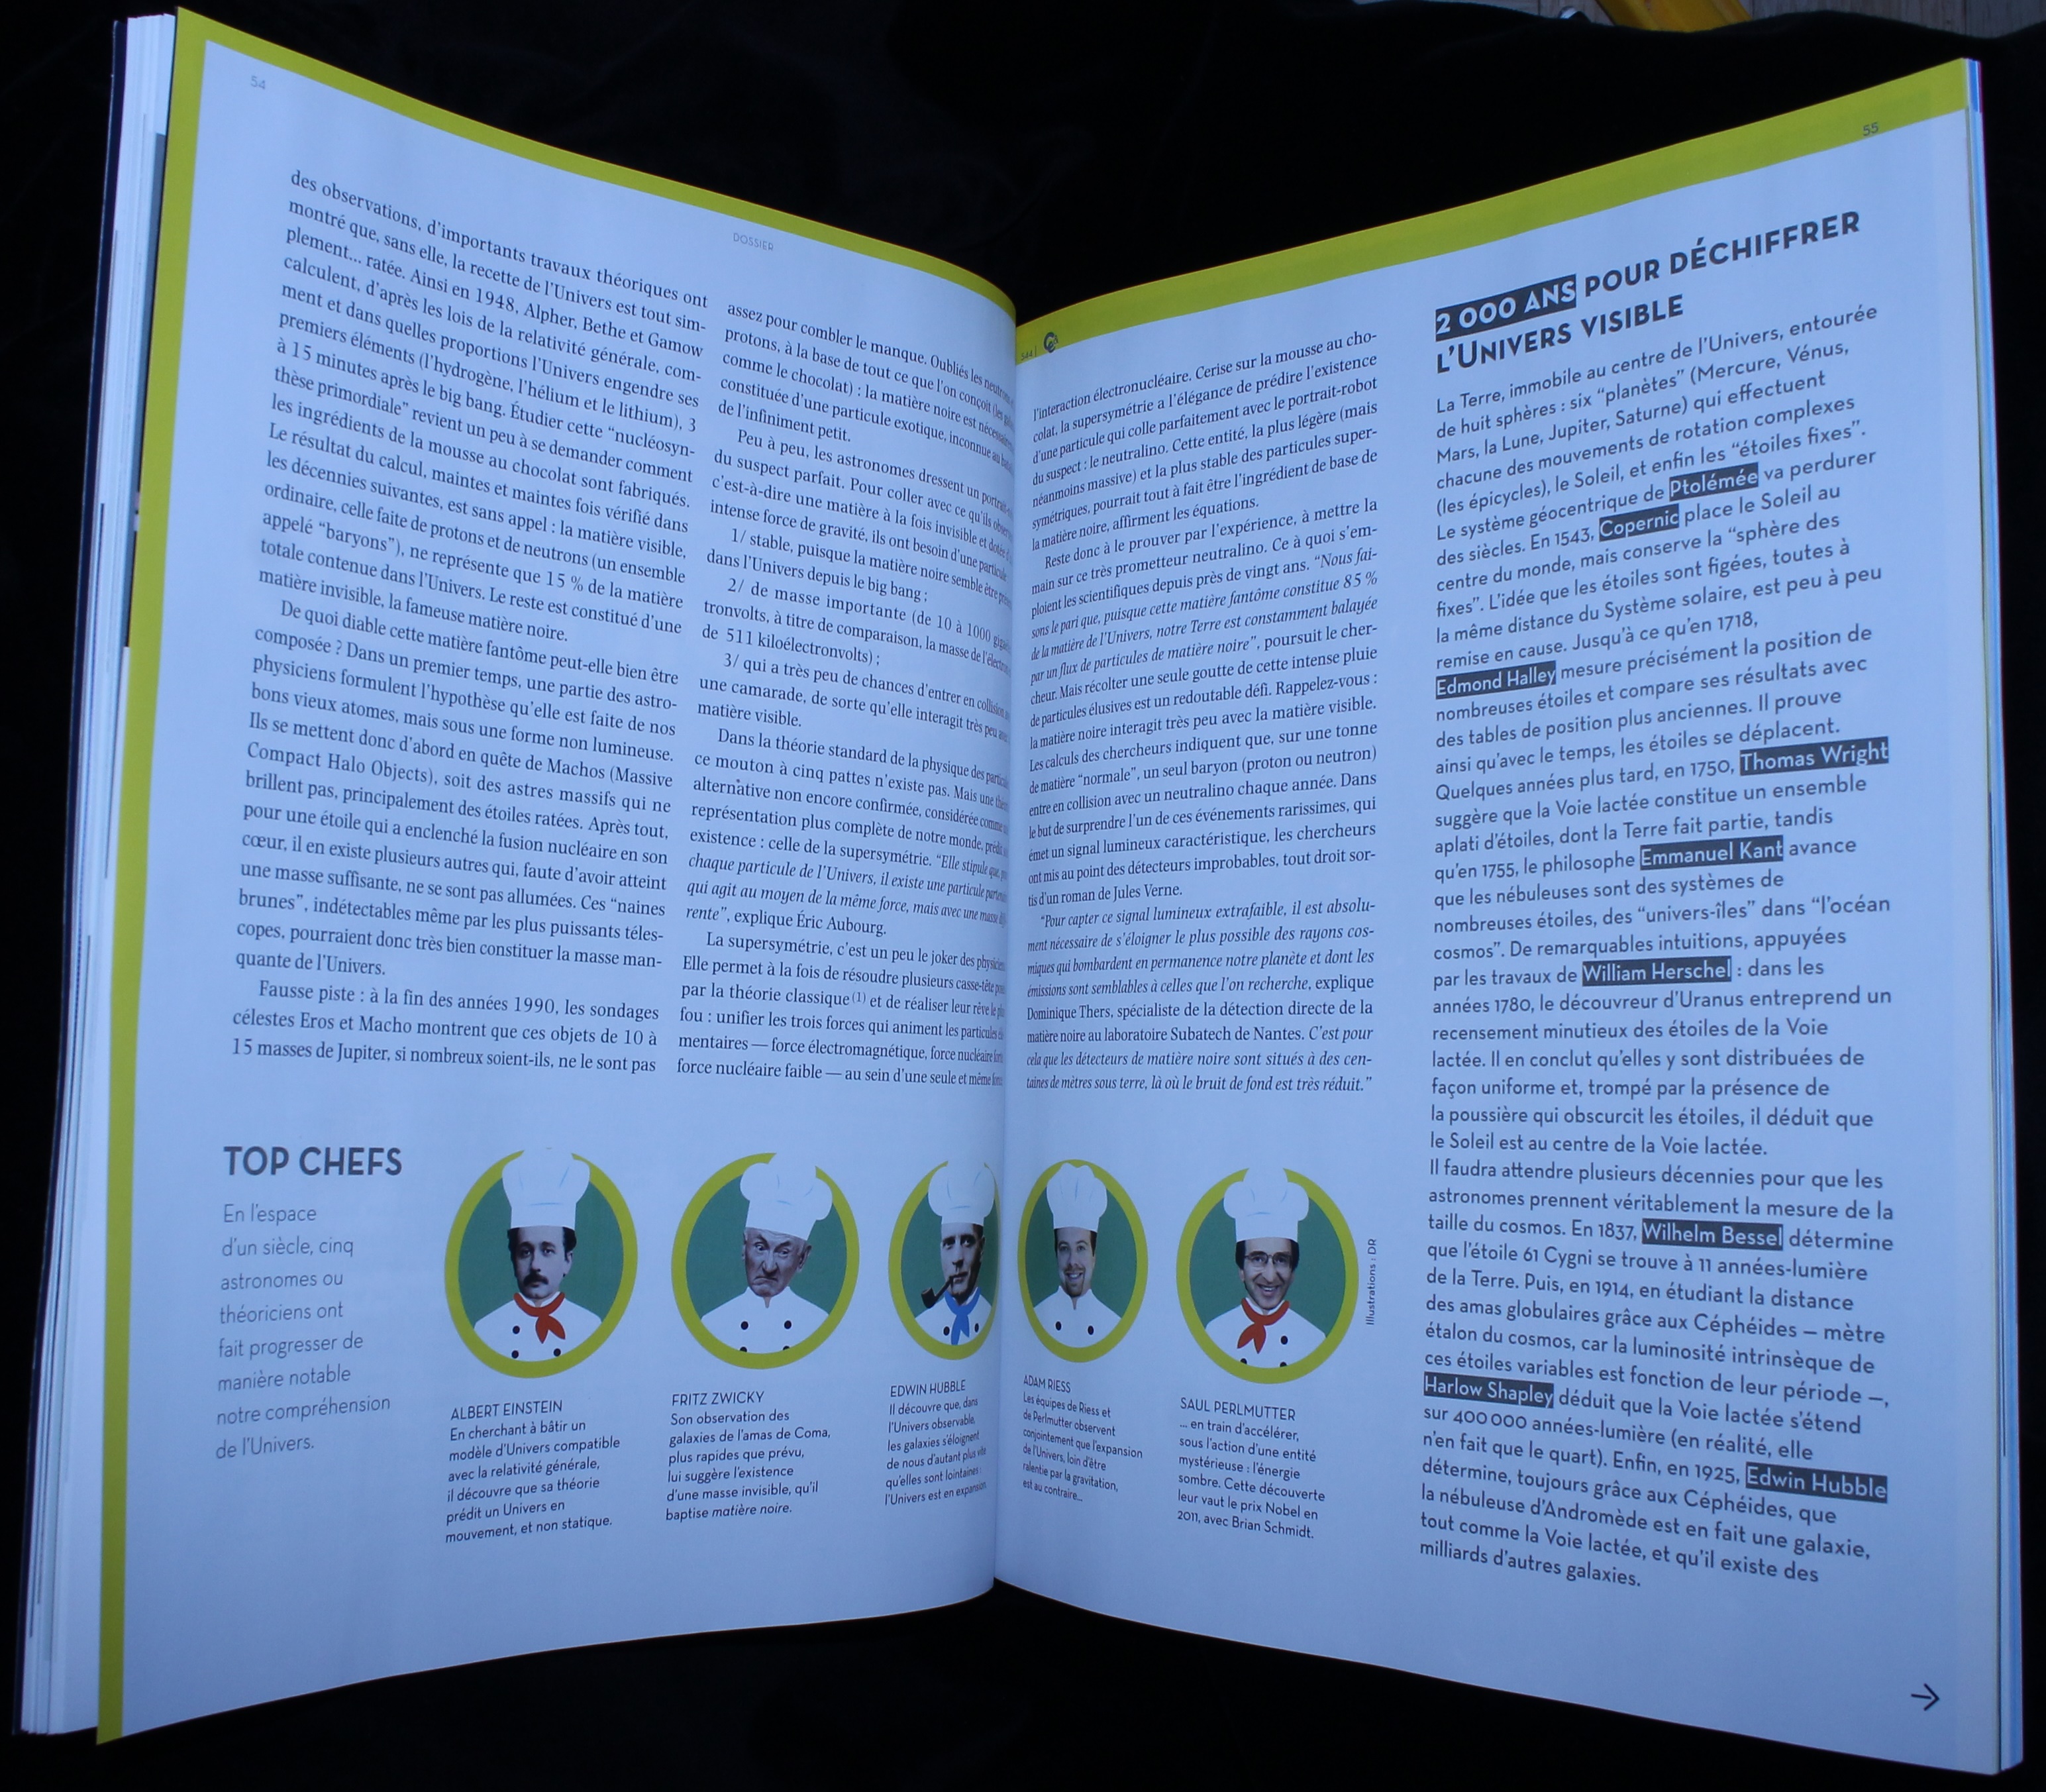 54
DOSSIER
des observations, d'importants travaux théoriques ont
montré que, sans elle, la recette de l'Univers est tout sim-
plement... ratée. Ainsi en 1948, Alpher, Bethe et Gamow
calculent, d'après les lois de la relativité générale, com-
ment et dans quelles proportions l'Univers engendre ses
premiers éléments (l'hydrogène, l'hélium et le lithium), 3
à 15 minutes après le big bang. Étudier cette “nucléosyn-
thèse primordiale” revient un peu à se demander comment
les ingrédients de la mousse au chocolat sont fabriqués.
Le résultat du calcul, maintes et maintes fois vérifié dans
les décennies suivantes, est sans appel : la matière visible,
ordinaire, celle faite de protons et de neutrons (un ensemble
appelé “baryons”), ne représente que 15 % de la matière
totale contenue dans l'Univers. Le reste est constitué d'une
matière invisible, la fameuse matière noire.
De quoi diable cette matière fantôme peut-elle bien être
composée ? Dans un premier temps, une partie des astro-
physiciens formulent l'hypothèse qu'elle est faite de nos
bons vieux atomes, mais sous une forme non lumineuse.
Ils se mettent donc d'abord en quête de Machos (Massive
Compact Halo Objects), soit des astres massifs qui ne
brillent pas, principalement des étoiles ratées. Après tout,
pour une étoile qui a enclenché la fusion nucléaire en son
cœur, il en existe plusieurs autres qui, faute d'avoir atteint
une masse suffisante, ne se sont pas allumées. Ces “naines
brunes”, indétectables même par les plus puissants téles-
copes, pourraient donc très bien constituer la masse man-
quante de l'Univers.
Fausse piste : à la fin des années 1990, les sondages
célestes Eros et Macho montrent que ces objets de 10 à
15 masses de Jupiter, si nombreux soient-ils, ne le sont pas
assez pour combler le manque. Oubliés les
protons, à la base de tout ce que l'on conçoit
comme le chocolat) : la matière noire est
constituée d'une particule exotique, inconnue au
de l'infiniment petit.
Peu à peu, les astronomes dressent un
du suspect parfait. Pour coller avec ce qu'ils
c'est-à-dire une matière à la fois invisible et
intense force de gravité, ils ont besoin d'une particule
1/ stable, puisque la matière noire semble être
dans l'Univers depuis le big bang ;
2/ de masse importante (de 10 à 1000
tronvolts, à titre de comparaison, la masse de
de 511 kiloélectronvolts) ;
3/ qui a très peu de chances d'entrer en collision
une camarade, de sorte qu'elle interagit très peu
matière visible.
Dans la théorie standard de la physique des
ce mouton à cinq pattes n'existe pas. Mais une
alternative non encore confirmée, considérée comme
représentation plus complète de notre monde,
existence : celle de la supersymétrie. “Elle stipule que,
chaque particule de l'Univers, il existe une particule
qui agit au moyen de la même force, mais avec une masse
rente”, explique Éric Aubourg.
La supersymétrie, c'est un peu le joker des
Elle permet à la fois de résoudre plusieurs casse-tête
par la théorie classique(1) et de réaliser leur rêve le
fou : unifier les trois forces qui animent les particules
mentaires — force électromagnétique, force nucléaire
force nucléaire faible — au sein d'une seule et même
55
l'interaction électronucléaire. Cerise sur la mousse au cho-
colat, la supersymétrie a l'élégance de prédire l'existence
d'une particule qui colle parfaitement avec le portrait-robot
du suspect : le neutralino. Cette entité, la plus légère (mais
néanmoins massive) et la plus stable des particules super-
symétriques, pourrait tout à fait être l'ingrédient de base de
la matière noire, affirment les équations.
Reste donc à le prouver par l'expérience, à mettre la
main sur ce très prometteur neutralino. Ce à quoi s'em-
ploient les scientifiques depuis près de vingt ans. “Nous fai-
sons le pari que, puisque cette matière fantôme constitue 85 %
de la matière de l'Univers, notre Terre est constamment balayée
par un flux de particules de matière noire”, poursuit le cher-
cheur. Mais récolter une seule goutte de cette intense pluie
de particules élusives est un redoutable défi. Rappelez-vous :
la matière noire interagit très peu avec la matière visible.
Les calculs des chercheurs indiquent que, sur une tonne
de matière “normale”, un seul baryon (proton ou neutron)
entre en collision avec un neutralino chaque année. Dans
le but de surprendre l'un de ces événements rarissimes, qui
émet un signal lumineux caractéristique, les chercheurs
ont mis au point des détecteurs improbables, tout droit sor-
tis d'un roman de Jules Verne.
“Pour capter ce signal lumineux extrafaible, il est absolu-
ment nécessaire de s'éloigner le plus possible des rayons cos-
miques qui bombardent en permanence notre planète et dont les
émissions sont semblables à celles que l'on recherche, explique
Dominique Thers, spécialiste de la détection directe de la
matière noire au laboratoire Subatech de Nantes. C'est pour
cela que les détecteurs de matière noire sont situés à des cen-
taines de mètres sous terre, là où le bruit de fond est très réduit.”
2 000 ANS POUR DÉCHIFFRER
L'UNIVERS VISIBLE
La Terre, immobile au centre de l'Univers, entourée
de huit sphères : six “planètes” (Mercure, Vénus,
Mars, la Lune, Jupiter, Saturne) qui effectuent
chacune des mouvements de rotation complexes
(les épicycles), le Soleil, et enfin les “étoiles fixes”.
Le système géocentrique de Ptolémée va perdurer
des siècles. En 1543, Copernic place le Soleil au
centre du monde, mais conserve la “sphère des
fixes”. L'idée que les étoiles sont figées, toutes à
la même distance du Système solaire, est peu à peu
remise en cause. Jusqu'à ce qu'en 1718,
Edmond Halley mesure précisément la position de
nombreuses étoiles et compare ses résultats avec
des tables de position plus anciennes. Il prouve
ainsi qu'avec le temps, les étoiles se déplacent.
Quelques années plus tard, en 1750, Thomas Wright
suggère que la Voie lactée constitue un ensemble
aplati d'étoiles, dont la Terre fait partie, tandis
qu'en 1755, le philosophe Emmanuel Kant avance
que les nébuleuses sont des systèmes de
nombreuses étoiles, des “univers-îles” dans “l'océan
cosmos”. De remarquables intuitions, appuyées
par les travaux de William Herschel : dans les
années 1780, le découvreur d'Uranus entreprend un
recensement minutieux des étoiles de la Voie
lactée. Il en conclut qu'elles y sont distribuées de
façon uniforme et, trompé par la présence de
la poussière qui obscurcit les étoiles, il déduit que
le Soleil est au centre de la Voie lactée.
Il faudra attendre plusieurs décennies pour que les
astronomes prennent véritablement la mesure de la
taille du cosmos. En 1837, Wilhelm Bessel détermine
que l'étoile 61 Cygni se trouve à 11 années-lumière
de la Terre. Puis, en 1914, en étudiant la distance
des amas globulaires grâce aux Céphéides – mètre
étalon du cosmos, car la luminosité intrinsèque de
ces étoiles variables est fonction de leur période –,
Harlow Shapley déduit que la Voie lactée s'étend
sur 400 000 années-lumière (en réalité, elle
n'en fait que le quart). Enfin, en 1925, Edwin Hubble
détermine, toujours grâce aux Céphéides, que
la nébuleuse d'Andromède est en fait une galaxie,
tout comme la Voie lactée, et qu'il existe des
milliards d'autres galaxies.
TOP CHEFS
En l'espace
d'un siècle, cinq
astronomes ou
théoriciens ont
fait progresser de
manière notable
notre compréhension
de l'Univers.
ALBERT EINSTEIN
En cherchant à bâtir un
modèle d'Univers compatible
avec la relativité générale,
il découvre que sa théorie
prédit un Univers en
mouvement, et non statique.
FRITZ ZWICKY
Son observation des
galaxies de l'amas de Coma,
plus rapides que prévu,
lui suggère l'existence
d'une masse invisible, qu'il
baptise matière noire.
EDWIN HUBBLE
Il découvre que, dans
l'Univers observable,
les galaxies s'éloignent
de nous d'autant plus vite
qu'elles sont lointaines :
l'Univers est en expansion
ADAM RIESS
Les équipes de Riess et
de Perlmutter observent
conjointement que l'expansion
de l'Univers, loin d'être
ralentie par la gravitation,
est au contraire...
SAUL PERLMUTTER
... en train d'accélérer,
sous l'action d'une entité
mystérieuse : l'énergie
sombre. Cette découverte
leur vaut le prix Nobel en
2011, avec Brian Schmidt.
Illustrations : DR